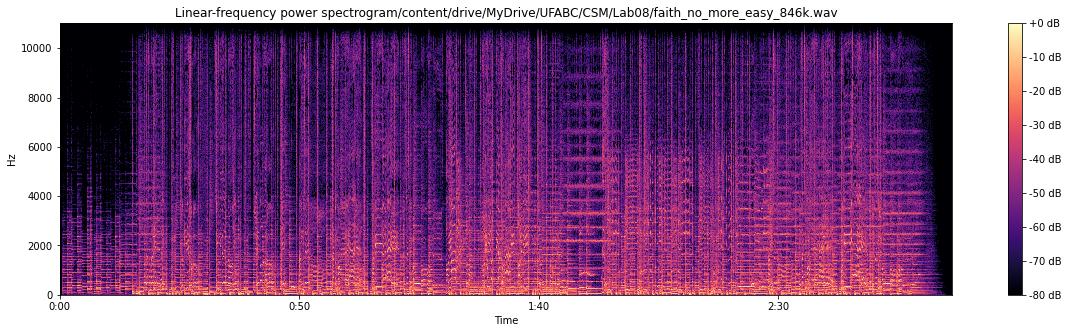 Linear-frequency power spectrogram/content/drive/MyDrive/UFABC/CSM/Lab08/faith_no_more_easy_846k.wav
10000
8000
6000
4000
2000
0
Hz
0:00
0:50
1:40
2:30
Time
+0 dB
-10 dB
-20 dB
-30 dB
-40 dB
-50 dB
-60 dB
-70 dB
-80 dB